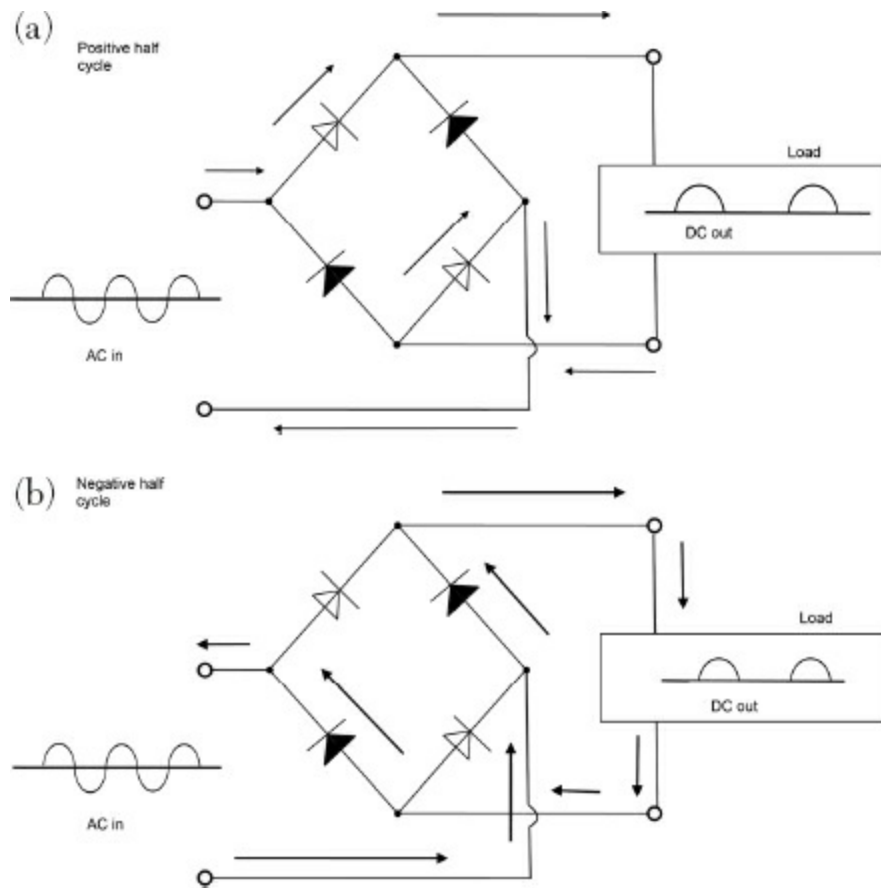 (a)
Positive half
cycle
Load
DC out
AC in
(b)
Negative half
cycle
Load
DC out
AC in